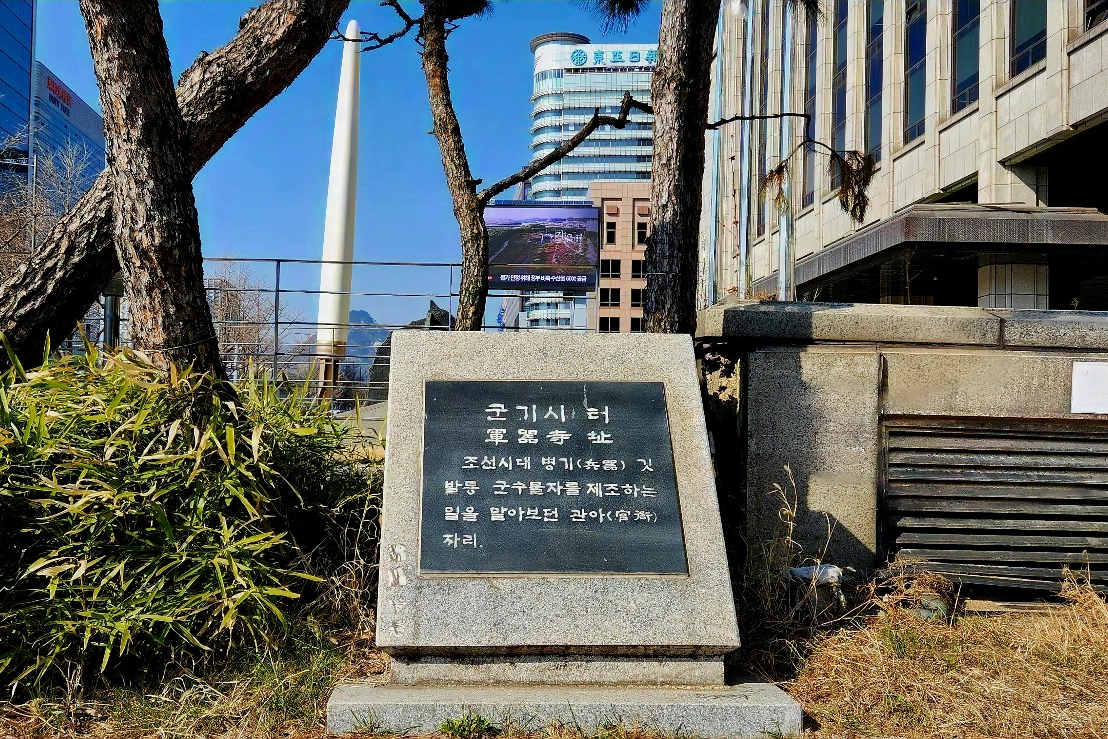 東亞日報
군기시 터
軍器寺址
조선시대 병기(兵器) 깃
발등 군수물자를 제조하는
일을 맡아보던 관아(官衙)
자리.